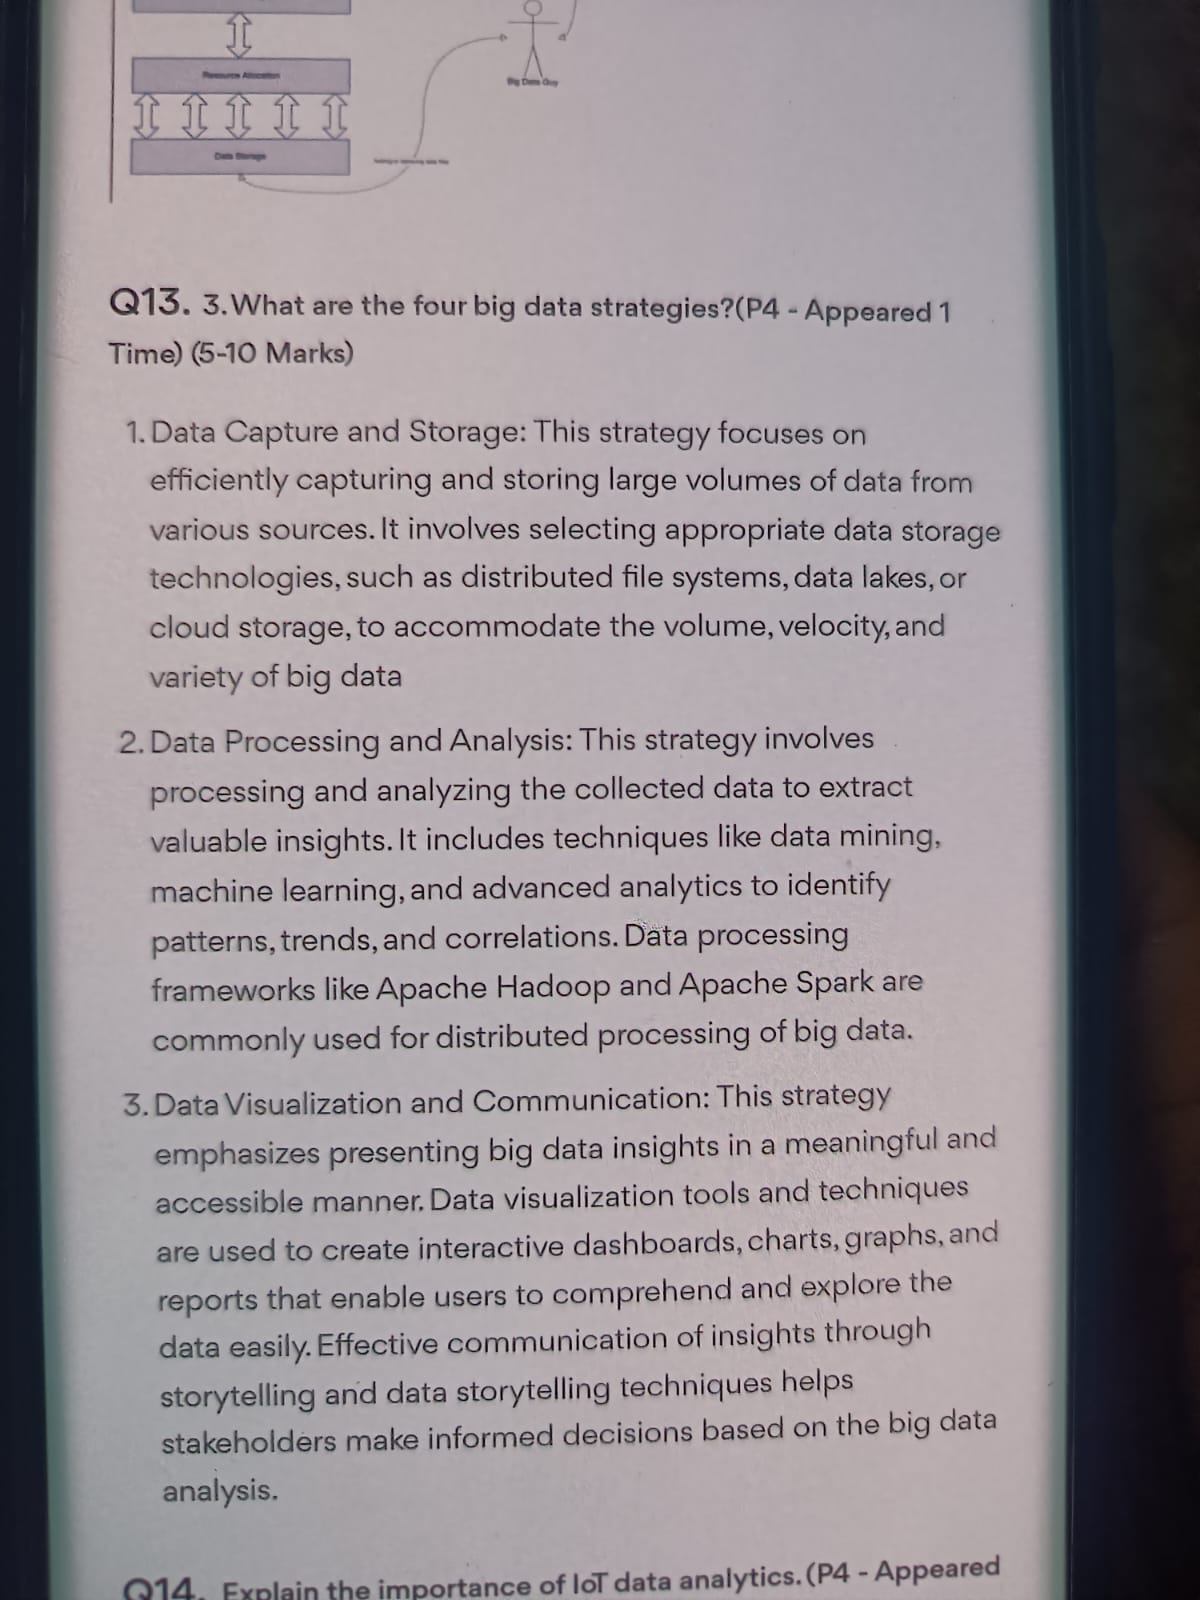 Resource Allocation
Big Data Guy
Data Storage
Q13. 3.What are the four big data strategies?(P4 - Appeared 1
Time) (5-10 Marks)
1. Data Capture and Storage: This strategy focuses on
efficiently capturing and storing large volumes of data from
various sources. It involves selecting appropriate data storage
technologies, such as distributed file systems, data lakes, or
cloud storage, to accommodate the volume, velocity, and
variety of big data
2. Data Processing and Analysis: This strategy involves
processing and analyzing the collected data to extract
valuable insights. It includes techniques like data mining,
machine learning, and advanced analytics to identify
patterns, trends, and correlations. Data processing
frameworks like Apache Hadoop and Apache Spark are
commonly used for distributed processing of big data.
3. Data Visualization and Communication: This strategy
emphasizes presenting big data insights in a meaningful and
accessible manner. Data visualization tools and techniques
are used to create interactive dashboards, charts, graphs, and
reports that enable users to comprehend and explore the
data easily. Effective communication of insights through
storytelling and data storytelling techniques helps
stakeholders make informed decisions based on the big data
analysis.
Q14. Explain the importance of IoT data analytics. (P4 - Appeared